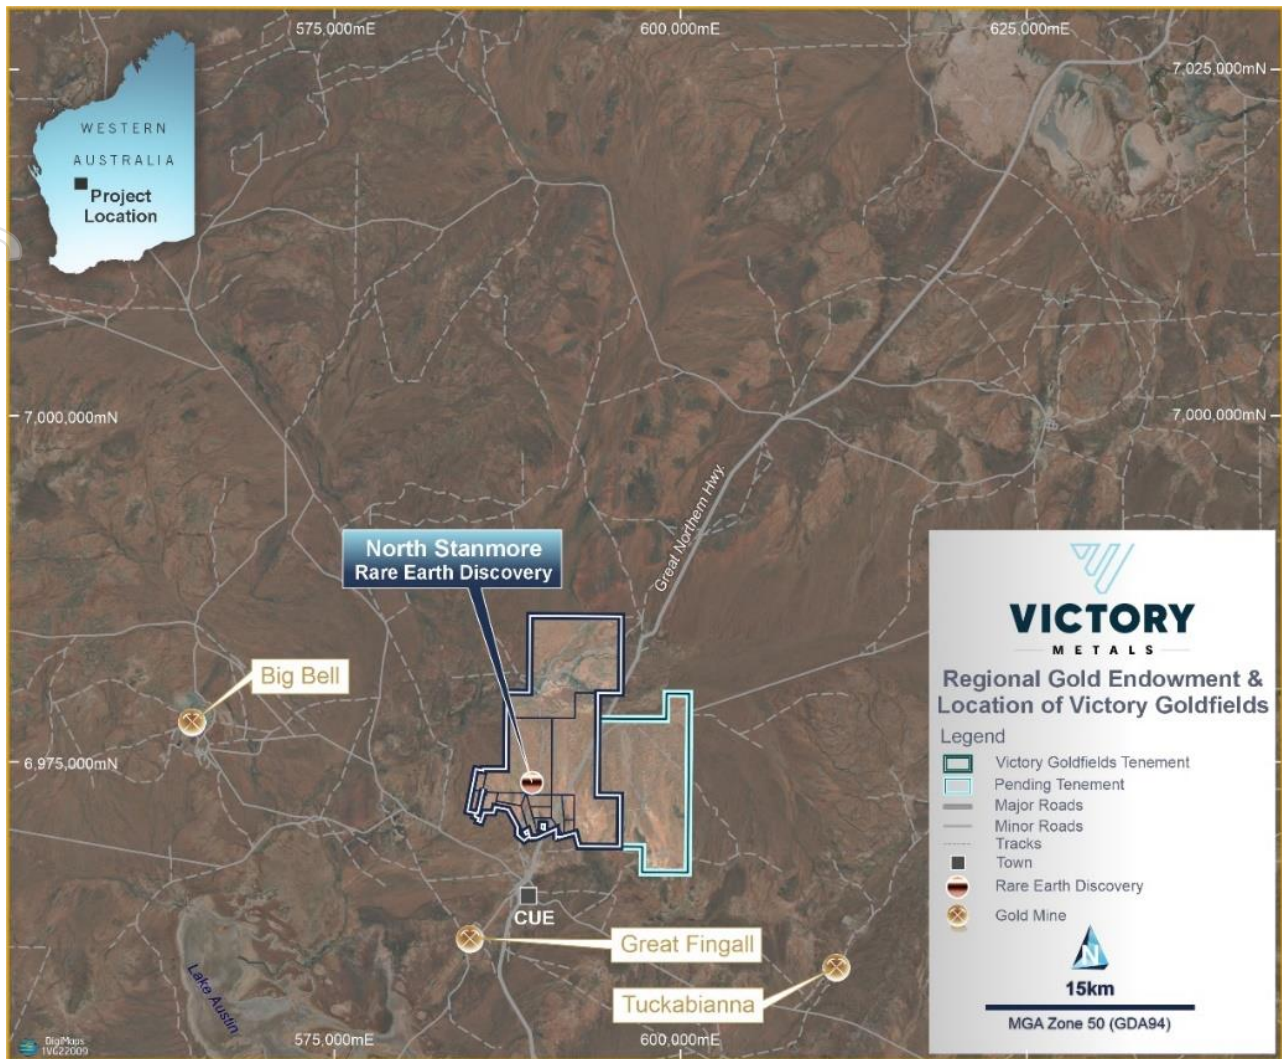 575,000mE
600,000mE
625,000mE
7,025,000mN
WESTERN
AUSTRALIA
Project
Location
7,000,000mN
7,000,000mN
Great Northern Hwy.
North Stanmore
Rare Earth Discovery
Big Bell
6,975,000mN
CUE
Great Fingall
Tuckabianna
Lake Austin
575,000mE
600,000mE
DigiMaps
1VG22009
VICTORY
METALS
Regional Gold Endowment &
Location of Victory Goldfields
Legend
Victory Goldfields Tenement
Pending Tenement
Major Roads
Minor Roads
Tracks
Town
Rare Earth Discovery
Gold Mine
N
15km
MGA Zone 50 (GDA94)